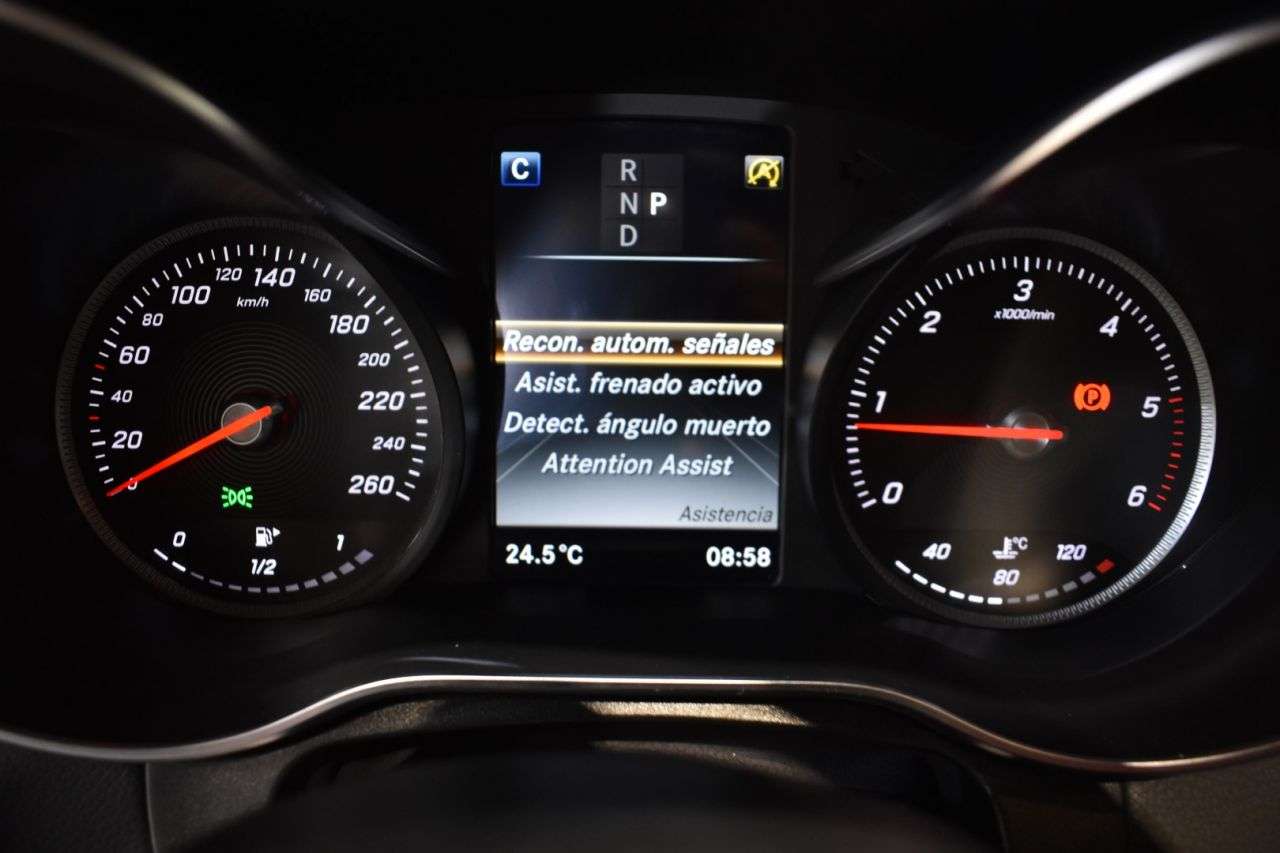 C
R
N P
D
0
20
40
60
80
100
120
140
160
180
200
220
240
260
km/h
0
1/2
1
Recon. autom. señales
Asist. frenado activo
Detect. ángulo muerto
Attention Assist
Asistencia
24.5°C
08:58
0
1
2
3
4
5
6
x1000/min
P
°C
40
80
120